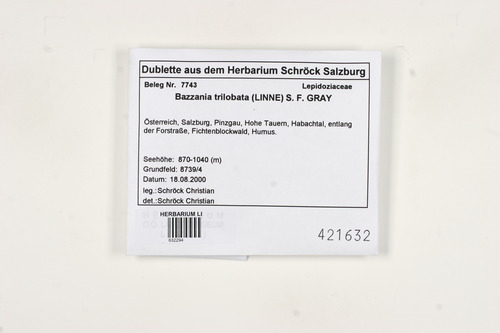 Dublette aus dem Herbarium Schröck Salzburg
Beleg Nr. 7743 Lepidoziaceae
Bazzania trilobata (LINNE) S. F. GRAY
Österreich, Salzburg, Pinzgau, Hohe Tauern, Habachtal, entlang
der Forstraße, Fichtenblockwald, Humus.
Seehöhe: 870-1040 (m)
Grundfeld: 8739/4
Datum: 18.08.2000
leg.:Schröck Christian
det.:Schröck Christian
HERBARIUM LI
632294
421632